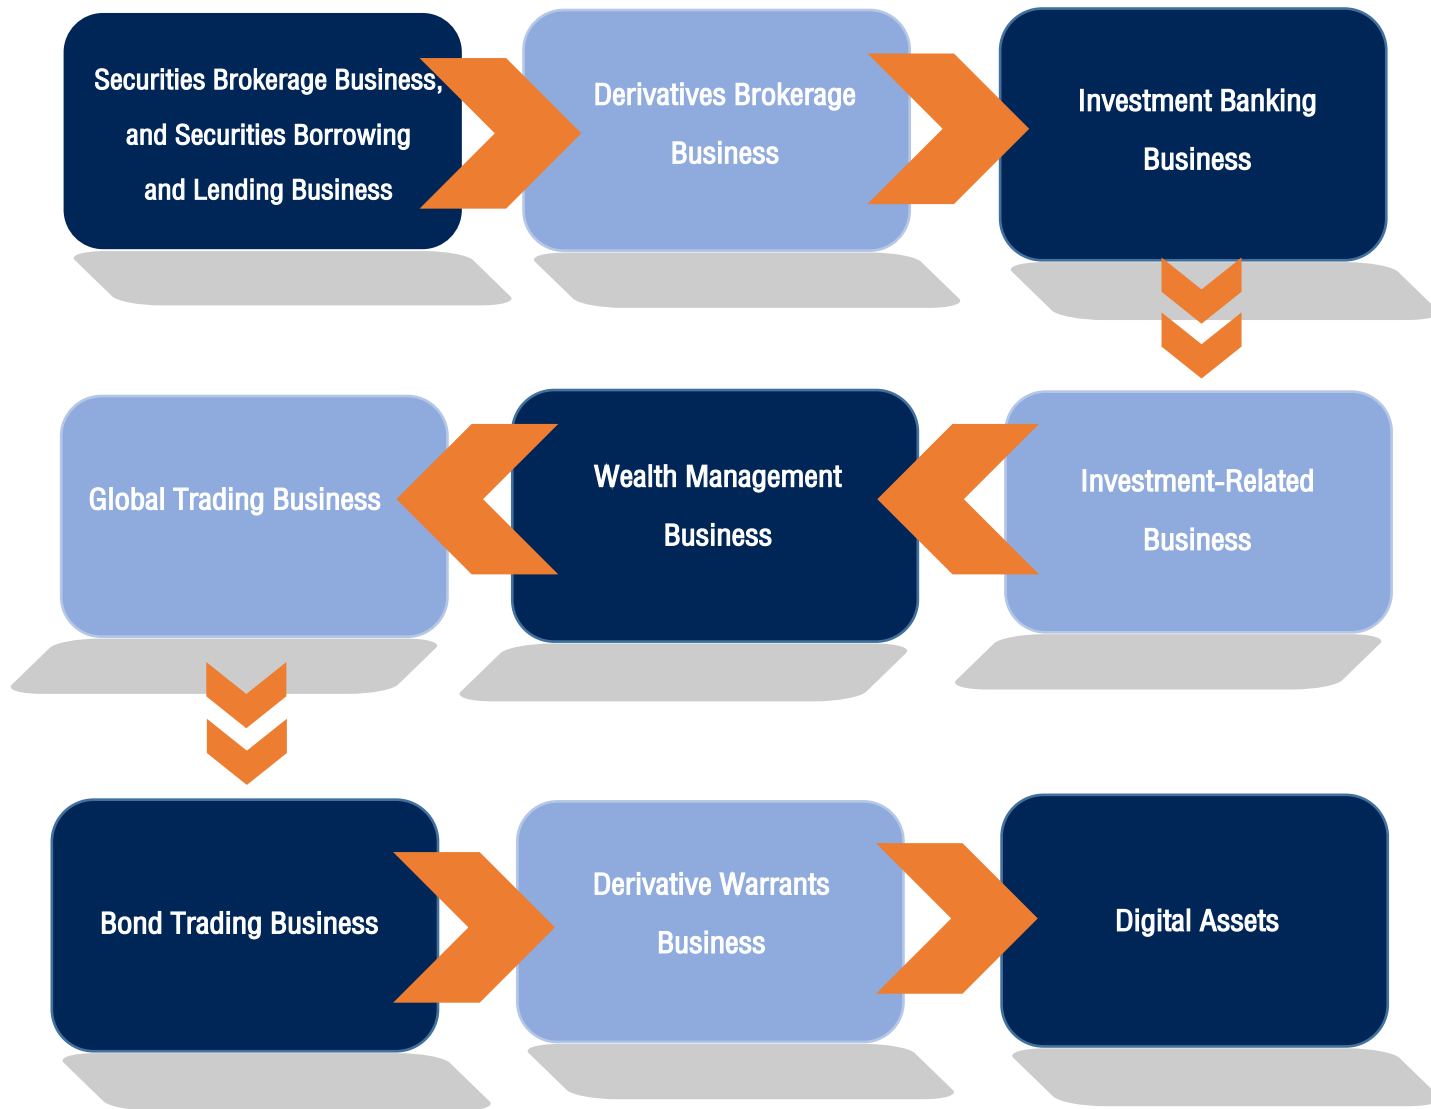 Securities Brokerage Business,
and Securities Borrowing
and Lending Business
Derivatives Brokerage
Business
Investment Banking
Business
Investment-Related
Business
Wealth Management
Business
Global Trading Business
Bond Trading Business
Derivative Warrants
Business
Digital Assets